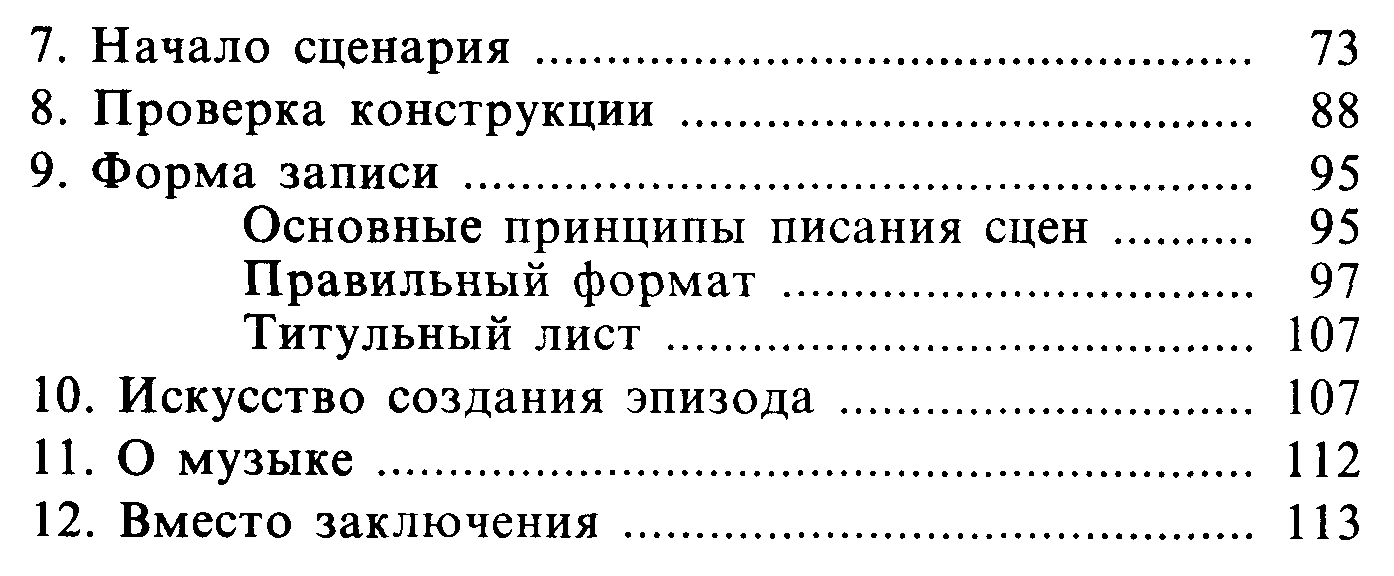 7. Начало сценария ................................................ 73
8. Проверка конструкции ...................................... 88
9. Форма записи ..................................................... 95
Основные принципы писания сцен .......... 95
Правильный формат ................................ 97
Титульный лист ........................................ 107
10. Искусство создания эпизода ............................ 107
11. О музыке .......................................................... 112
12. Вместо заключения .......................................... 113